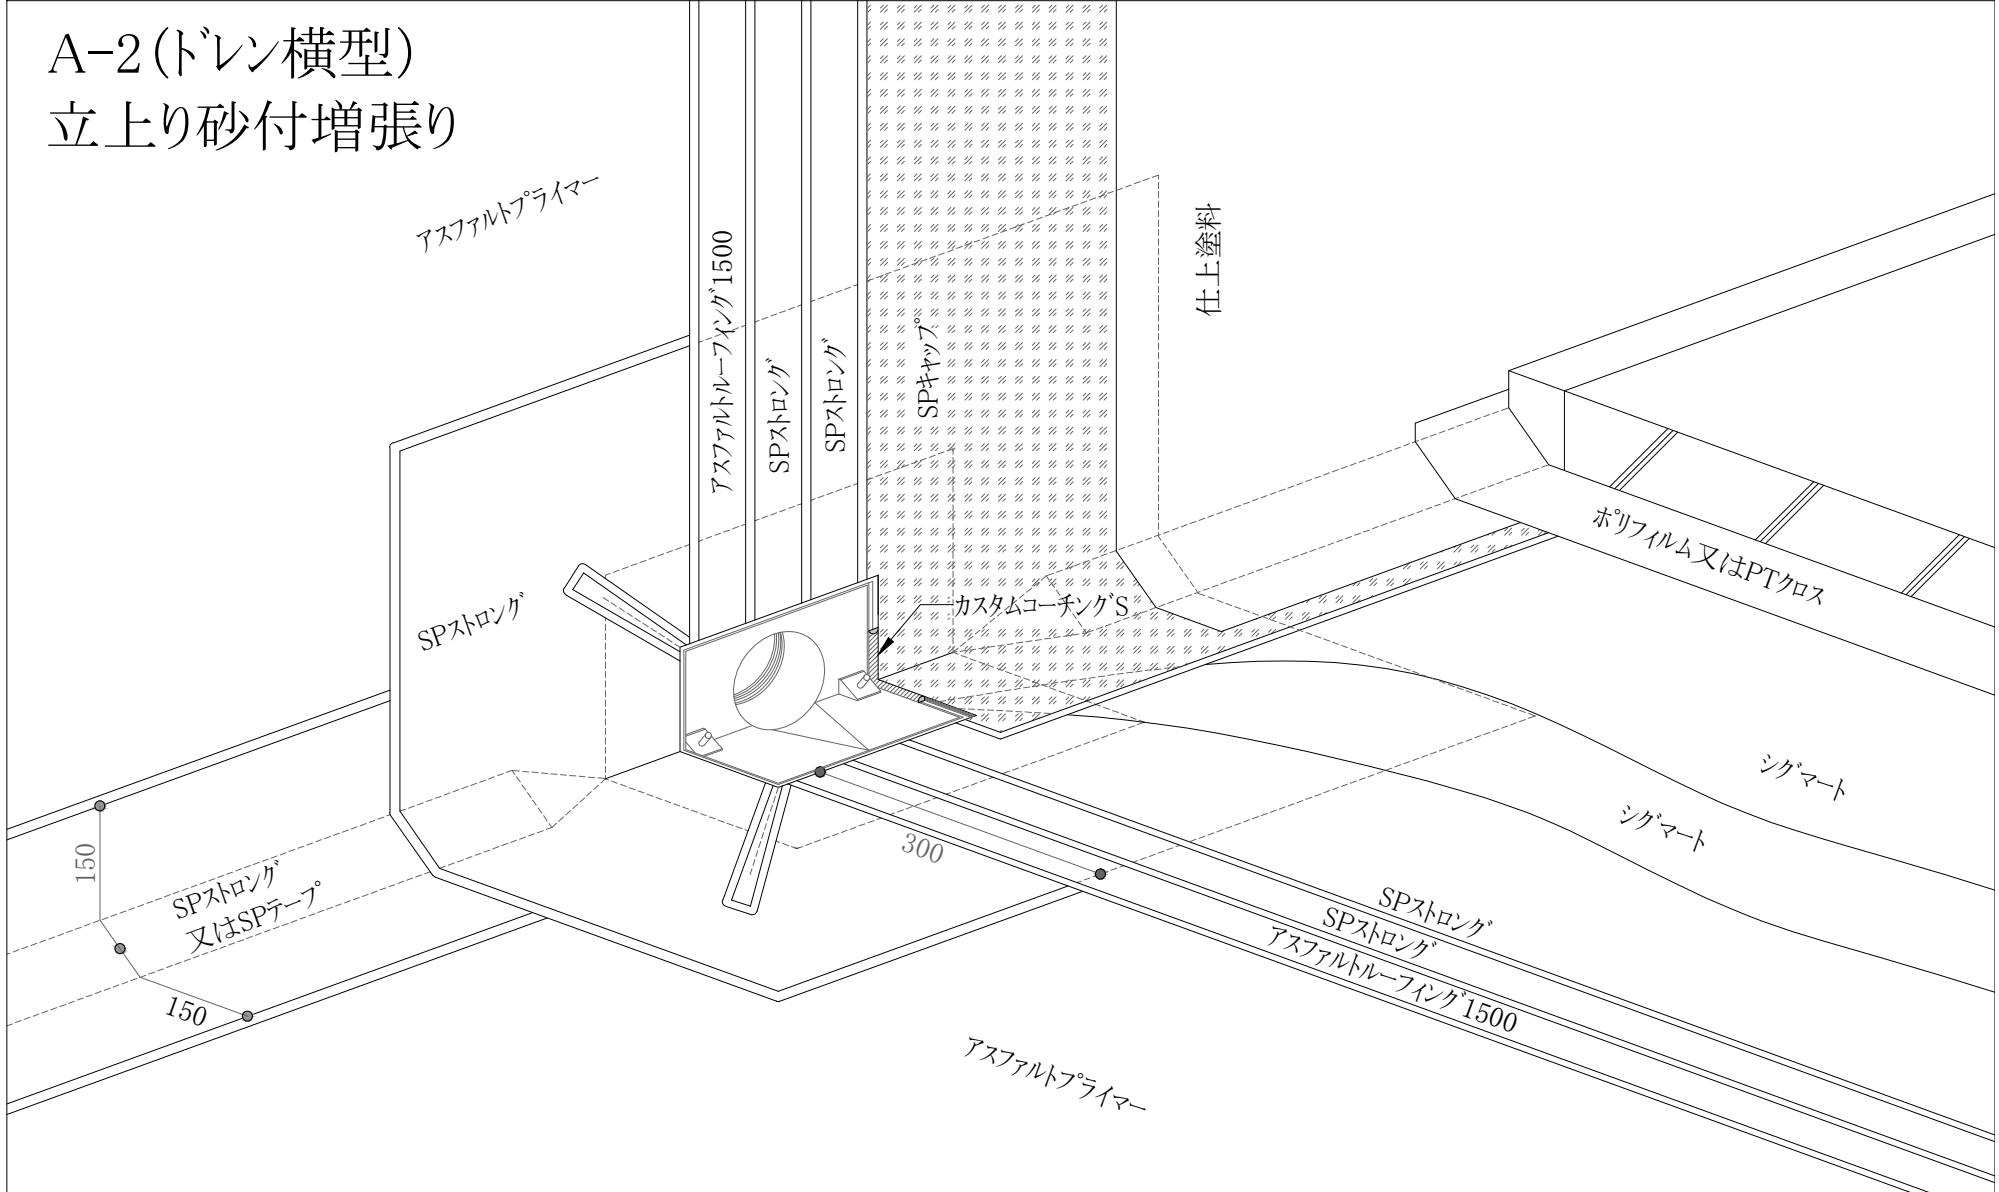 A-2(ドレン横型)
立上り砂付増張り
アスファルトプライマー
アスファルトルーフィング1500
SPストロング
SPストロング
SPキャップ
仕上塗料
カスタムコーチングS
ポリフィルム又はPTクロス
SPストロング
シグマート
シグマート
300
150
SPストロング
又はSPテープ
150
SPストロング
SPストロング
アスファルトルーフィング1500
アスファルトプライマー